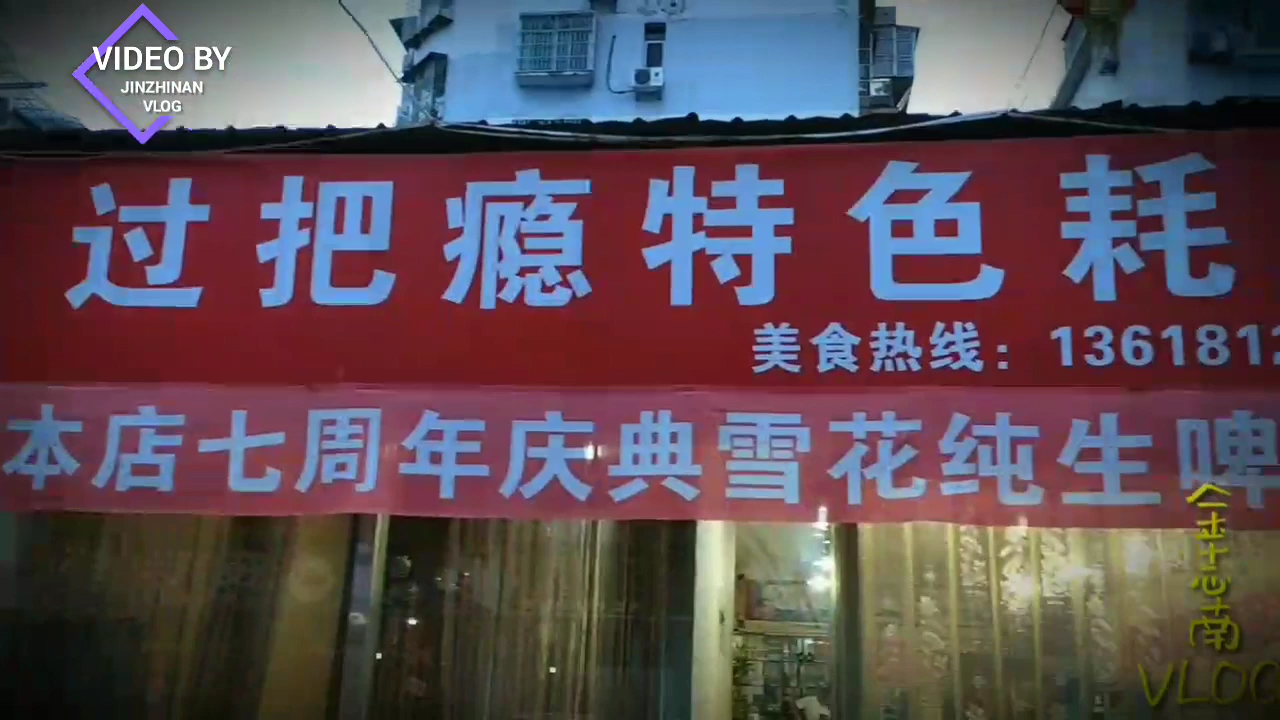 VIDEO BY
JINZHINAN
VLOG
过把瘾特色耗
美食热线：1361812
本店七周年庆典雪花纯生啤
金志南
VLOG